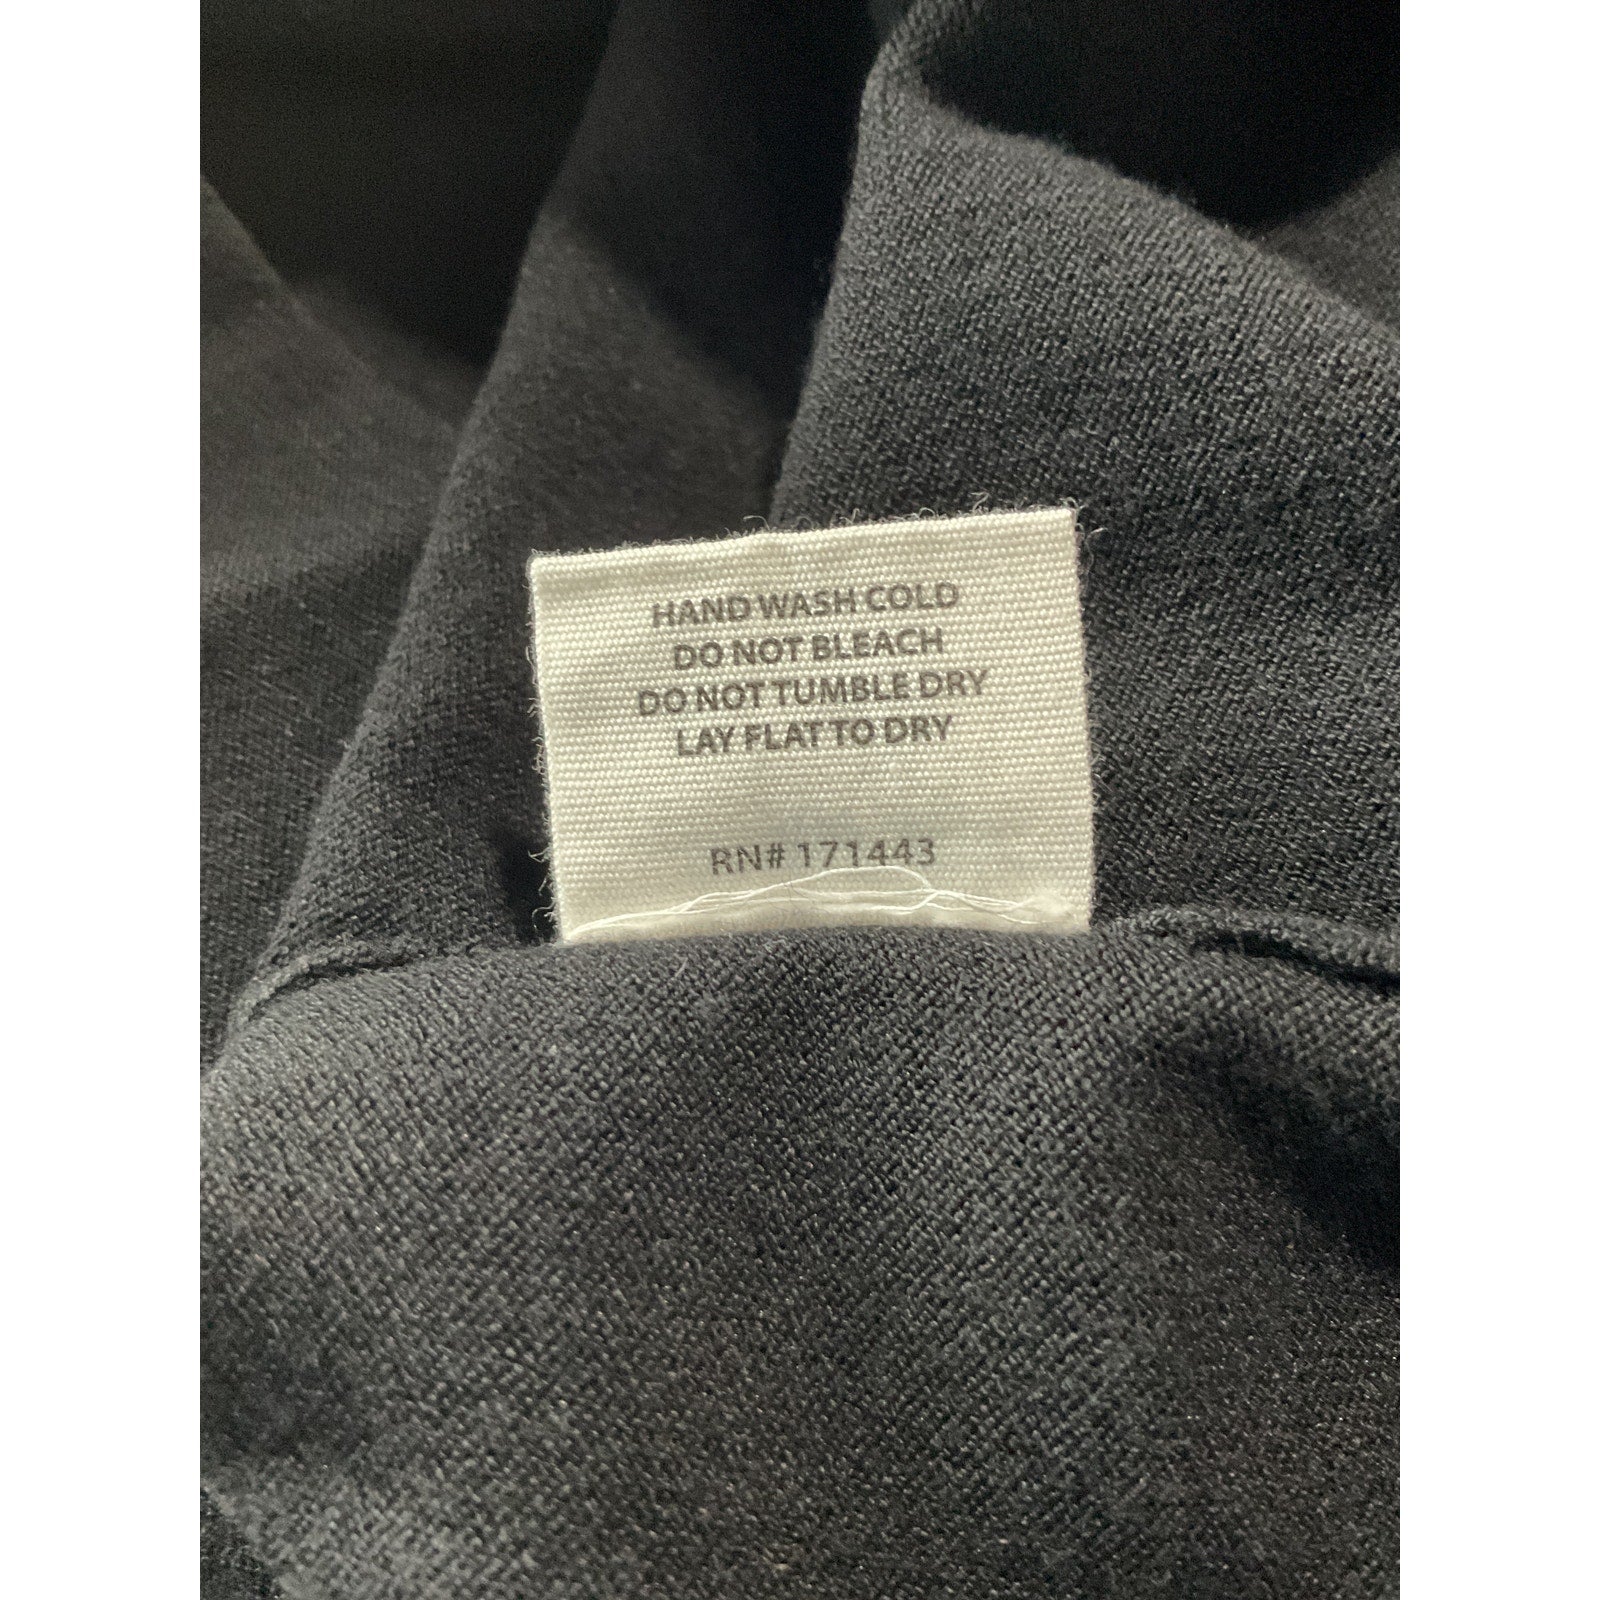 HAND WASH COLD
DO NOT BLEACH
DO NOT TUMBLE DRY
LAY FLAT TO DRY
RN# 171443